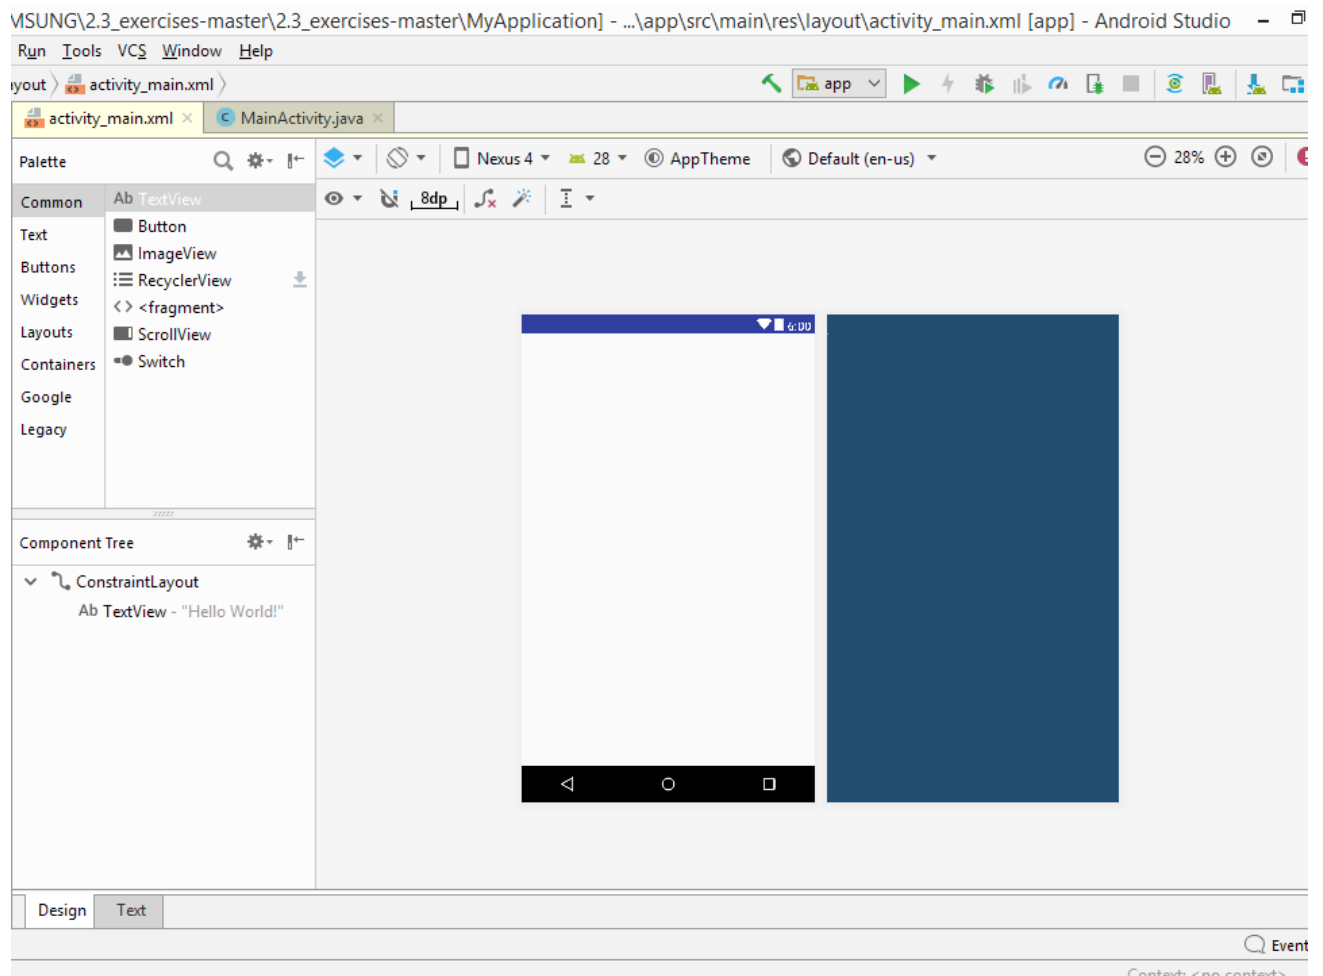 MSUNG\2.3_exercises-master\2.3_exercises-master\MyApplication] - ...\app\src\main\res\layout\activity_main.xml [app] - Android Studio
Run Tools VCS Window Help
yout activity_main.xml app
activity_main.xml MainActivity.java
Palette Nexus 4 28 AppTheme Default (en-us) 28%
Common Ab TextView 8dp
Text Button
Buttons ImageView
RecyclerView
Widgets <fragment>
Layouts ScrollView
Containers Switch
Google
Legacy
6:00
Component Tree
ConstraintLayout
Ab TextView - "Hello World!"
Design Text
Event
Context: <no context>